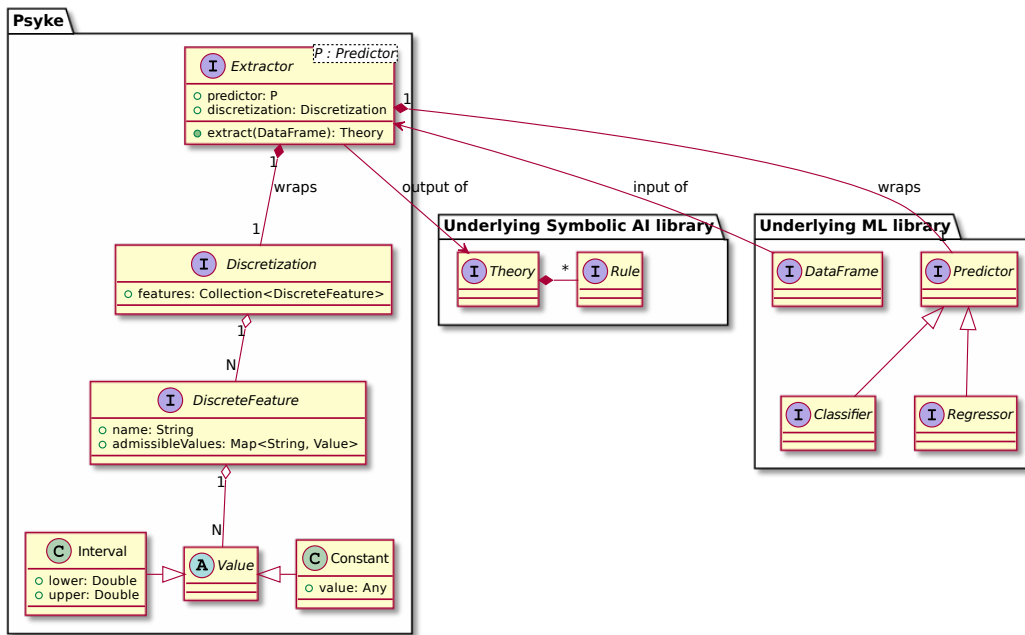 Psyke
P : Predictor
I Extractor
predictor: P
discretization: Discretization
extract(DataFrame): Theory
1
1
wraps
output of
input of
wraps
1
1
Underlying Symbolic AI library
Underlying ML library
I Discretization
features: Collection<DiscreteFeature>
I Theory
*
I Rule
I DataFrame
I Predictor
1
N
I DiscreteFeature
name: String
admissibleValues: Map<String, Value>
I Classifier
I Regressor
1
N
C Interval
lower: Double
upper: Double
A Value
C Constant
value: Any